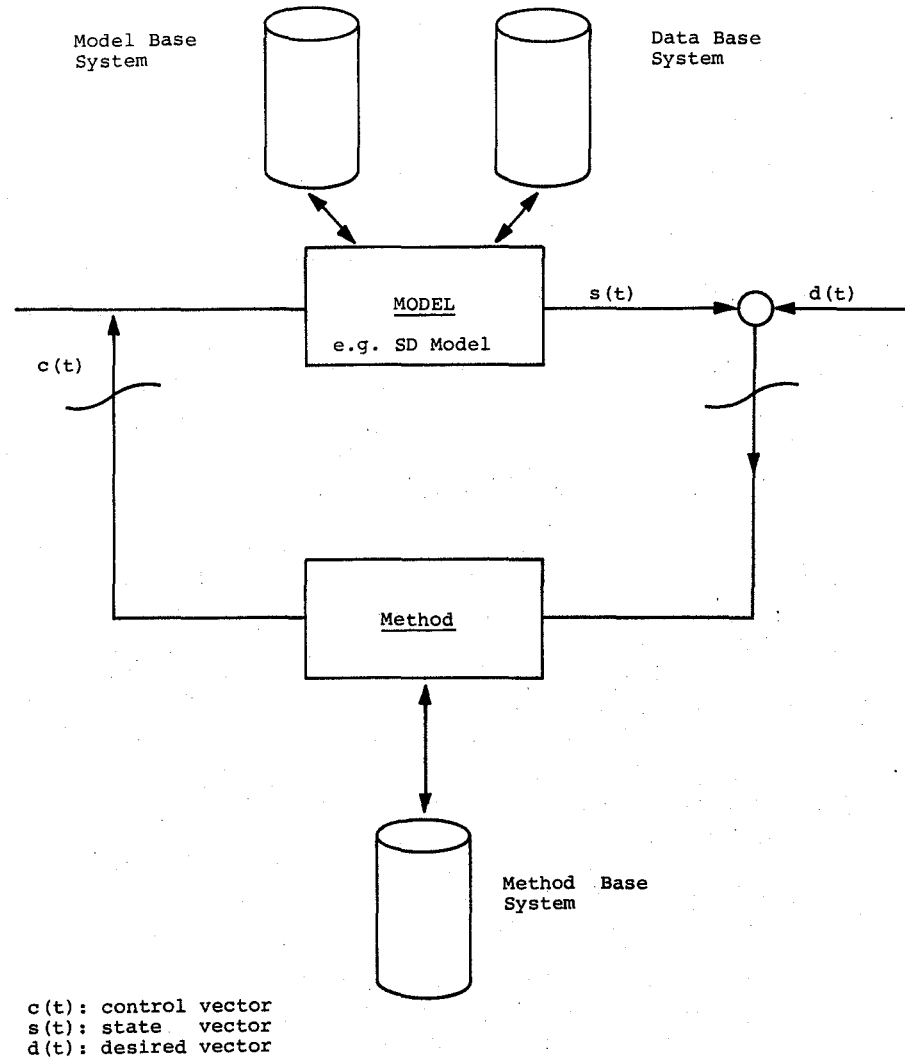 Model Base
System
Data Base
System
MODEL
e.g. SD Model
s(t)
d(t)
c(t)
Method
Method Base
System
c(t): control vector
s(t): state vector
d(t): desired vector